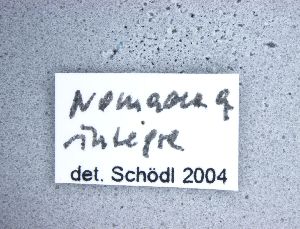 Nomada ♀
integra
det. Schödl 2004